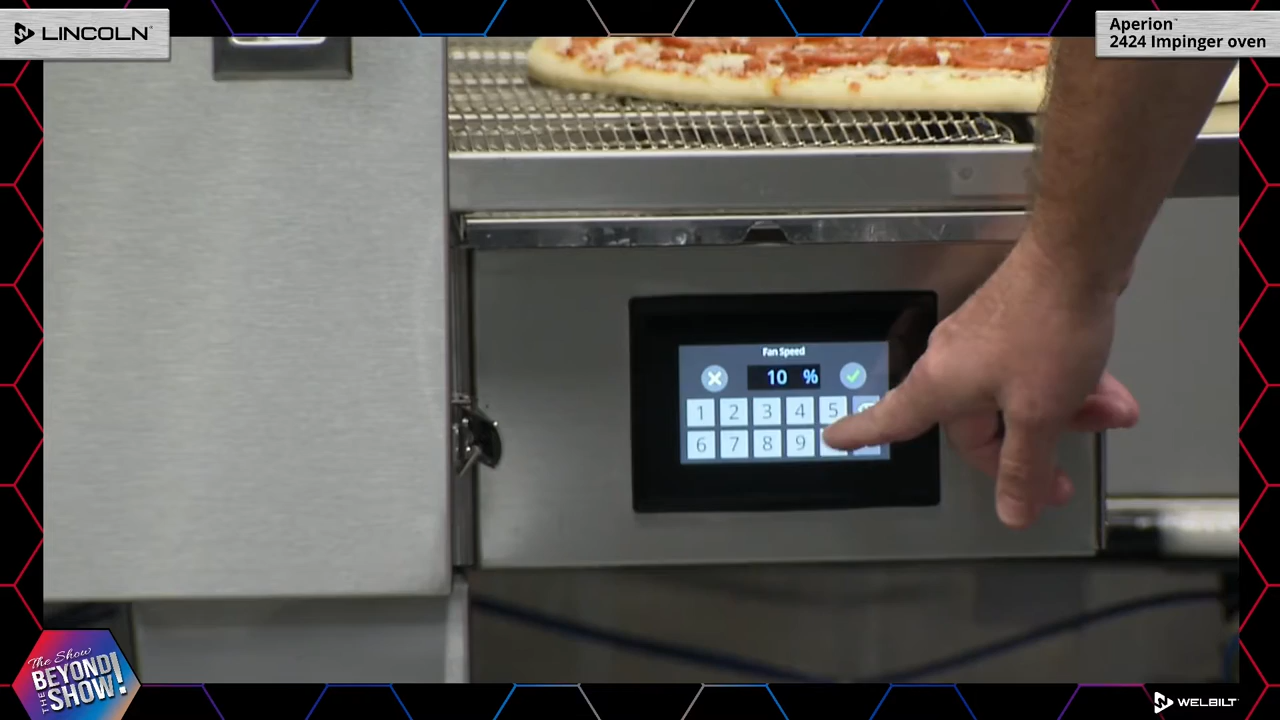 LINCOLN
Aperion™
2424 Impinger oven
Fan Speed
10 %
1 2 3 4 5
6 7 8 9
The Show
BEYOND
THE SHOW!
WELBILT